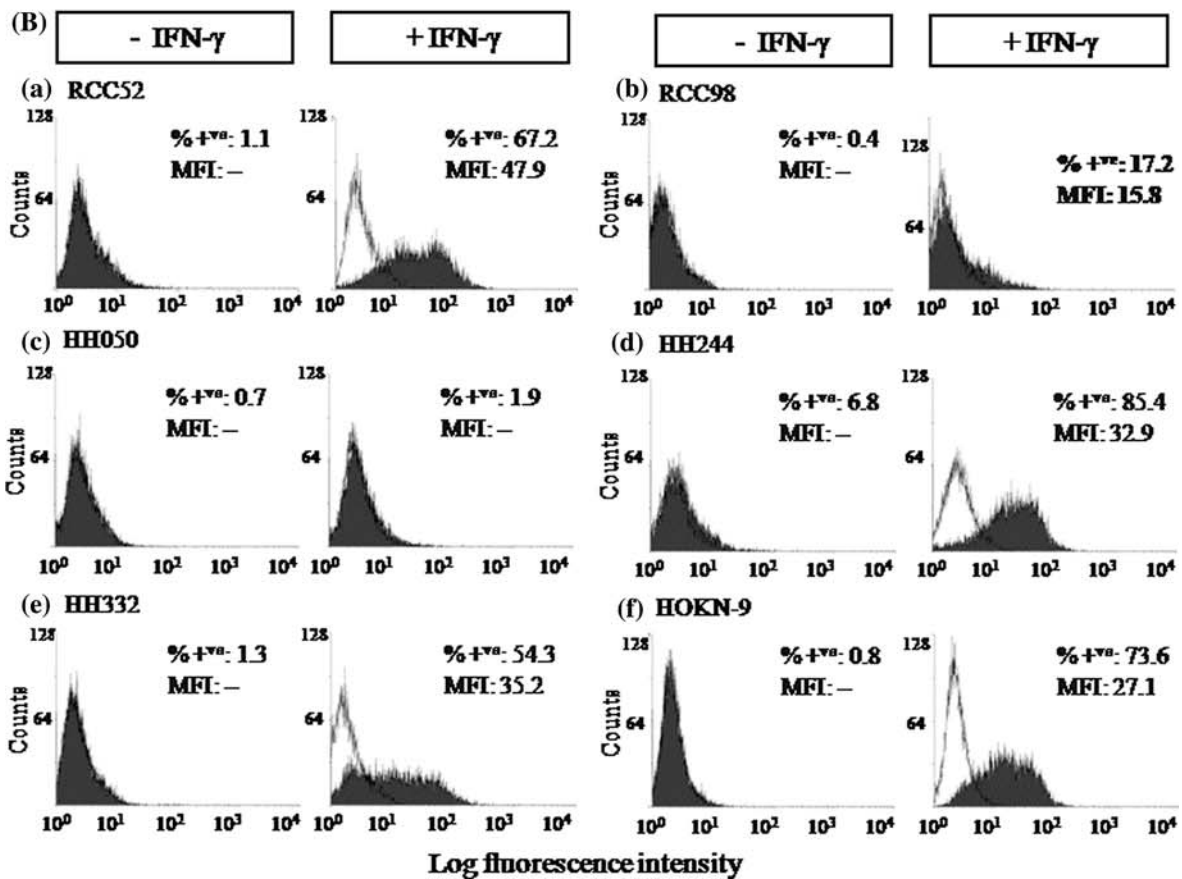 (B)
- IFN-γ
+ IFN-γ
- IFN-γ
+ IFN-γ
(a) RCC52
Counts
128
64
%+ve: 1.1
MFI: –
10⁰ 10¹ 10² 10³ 10⁴
128
64
%+ve: 67.2
MFI: 47.9
10⁰ 10¹ 10² 10³ 10⁴
(b) RCC98
Counts
128
64
%+ve: 0.4
MFI: –
10⁰ 10¹ 10² 10³ 10⁴
128
64
%+ve: 17.2
MFI: 15.8
10⁰ 10¹ 10² 10³ 10⁴
(c) HH050
Counts
128
64
%+ve: 0.7
MFI: –
10⁰ 10¹ 10² 10³ 10⁴
128
64
%+ve: 1.9
MFI: –
10⁰ 10¹ 10² 10³ 10⁴
(d) HH244
Counts
128
64
%+ve: 6.8
MFI: –
10⁰ 10¹ 10² 10³ 10⁴
128
64
%+ve: 85.4
MFI: 32.9
10⁰ 10¹ 10² 10³ 10⁴
(e) HH332
Counts
128
64
%+ve: 1.3
MFI: –
10⁰ 10¹ 10² 10³ 10⁴
128
64
%+ve: 54.3
MFI: 35.2
10⁰ 10¹ 10² 10³ 10⁴
(f) HOKN-9
Counts
128
64
%+ve: 0.8
MFI: –
10⁰ 10¹ 10² 10³ 10⁴
128
64
%+ve: 73.6
MFI: 27.1
10⁰ 10¹ 10² 10³ 10⁴
Log fluorescence intensity